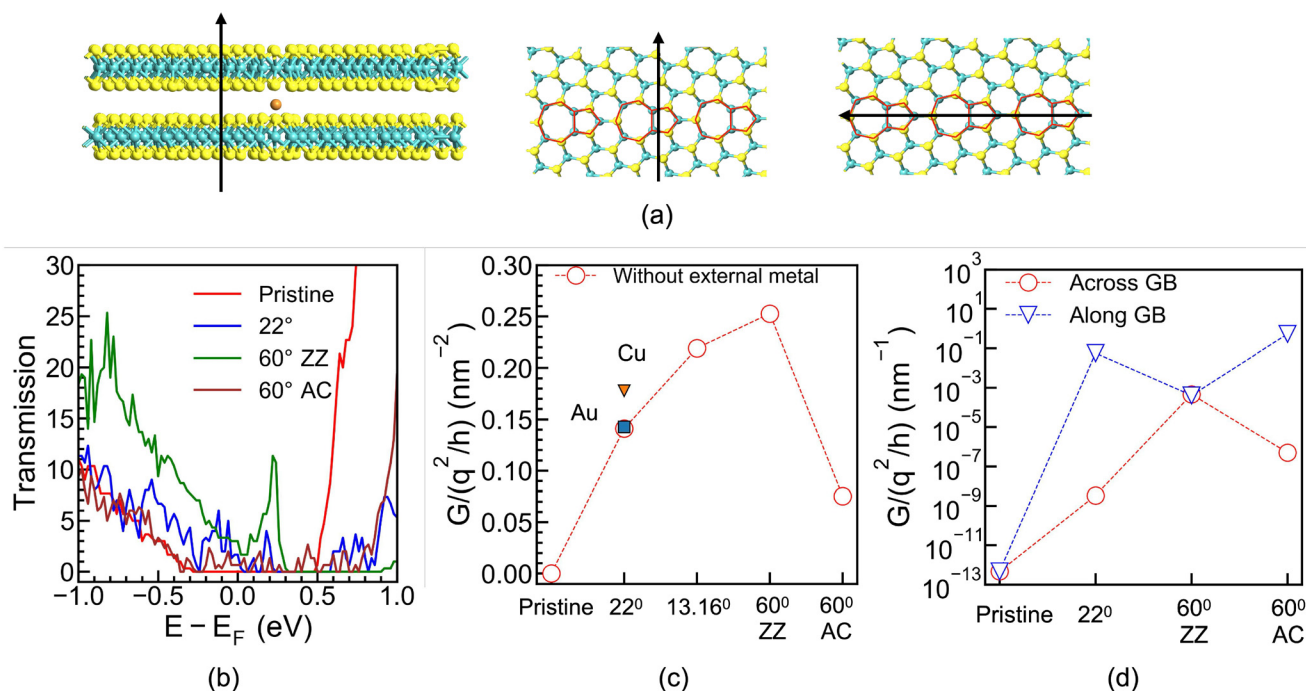 (a)
30
25
20
15
10
5
0
Transmission
Pristine
22°
60° ZZ
60° AC
−1.0 −0.5 0.0 0.5 1.0
E − E_F (eV)
(b)
0.30
0.25
0.20
0.15
0.10
0.05
0.00
G/(q²/h) (nm⁻²)
Without external metal
Cu
Au
Pristine 22⁰ 13.16⁰ 60⁰ 60⁰
ZZ AC
(c)
10³
10¹
10⁻¹
10⁻³
10⁻⁵
10⁻⁷
10⁻⁹
10⁻¹¹
10⁻¹³
G/(q²/h) (nm⁻¹)
Across GB
Along GB
Pristine 22⁰ 60⁰ 60⁰
ZZ AC
(d)